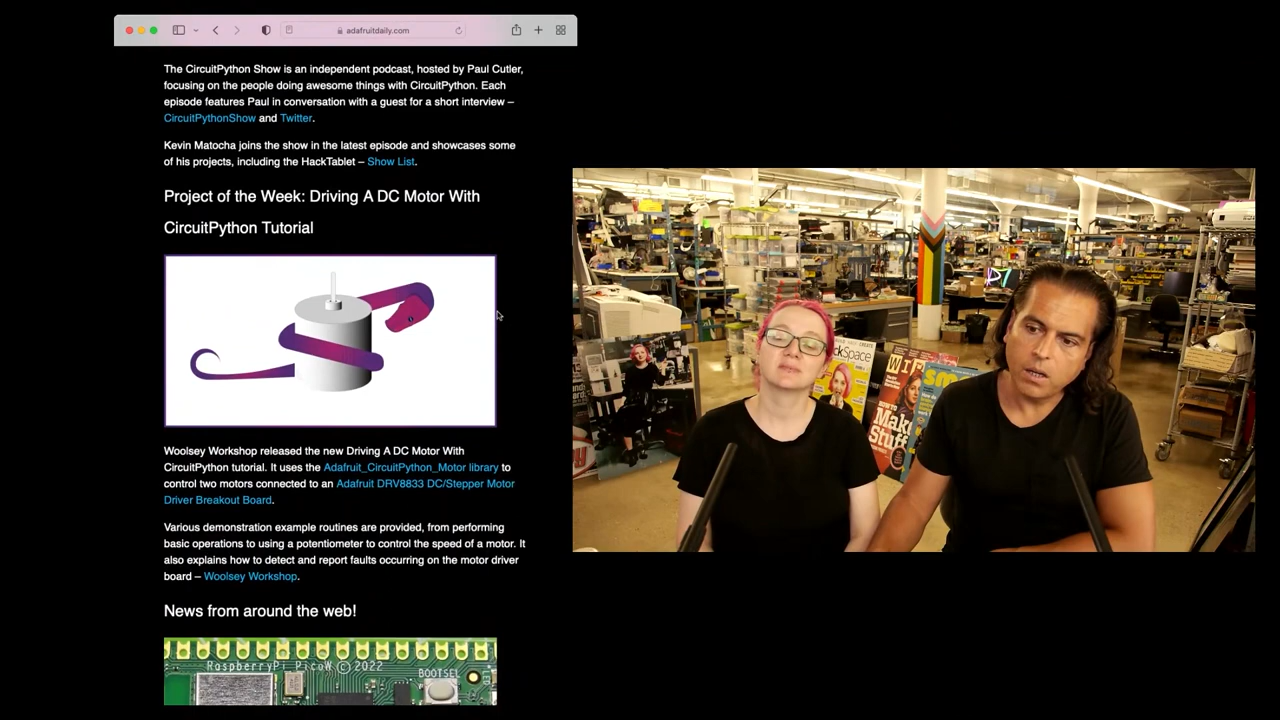 adafruitdaily.com
The CircuitPython Show is an independent podcast, hosted by Paul Cutler,
focusing on the people doing awesome things with CircuitPython. Each
episode features Paul in conversation with a guest for a short interview –
CircuitPythonShow and Twitter.
Kevin Matocha joins the show in the latest episode and showcases some
of his projects, including the HackTablet – Show List.
Project of the Week: Driving A DC Motor With
CircuitPython Tutorial
Woolsey Workshop released the new Driving A DC Motor With
CircuitPython tutorial. It uses the Adafruit_CircuitPython_Motor library to
control two motors connected to an Adafruit DRV8833 DC/Stepper Motor
Driver Breakout Board.
Various demonstration example routines are provided, from performing
basic operations to using a potentiometer to control the speed of a motor. It
also explains how to detect and report faults occurring on the motor driver
board – Woolsey Workshop.
News from around the web!
RaspberryPi PicoW © 2022
BOOTSEL
LED
Make
Stuff